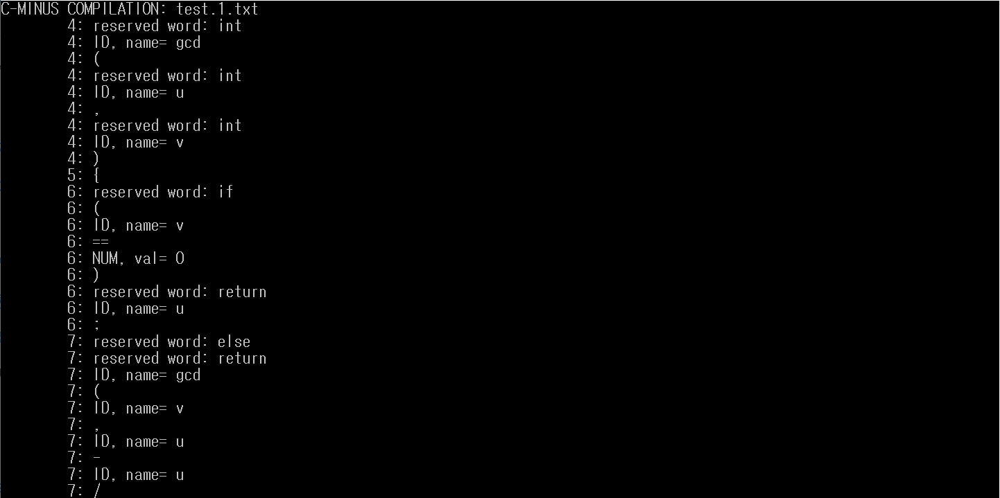 C-MINUS COMPILATION: test.1.txt
4: reserved word: int
4: ID, name= gcd
4: (
4: reserved word: int
4: ID, name= u
4: ,
4: reserved word: int
4: ID, name= v
4: )
5: {
6: reserved word: if
6: (
6: ID, name= v
6: ==
6: NUM, val= 0
6: )
6: reserved word: return
6: ID, name= u
6: ;
7: reserved word: else
7: reserved word: return
7: ID, name= gcd
7: (
7: ID, name= v
7: ,
7: ID, name= u
7: -
7: ID, name= u
7: /